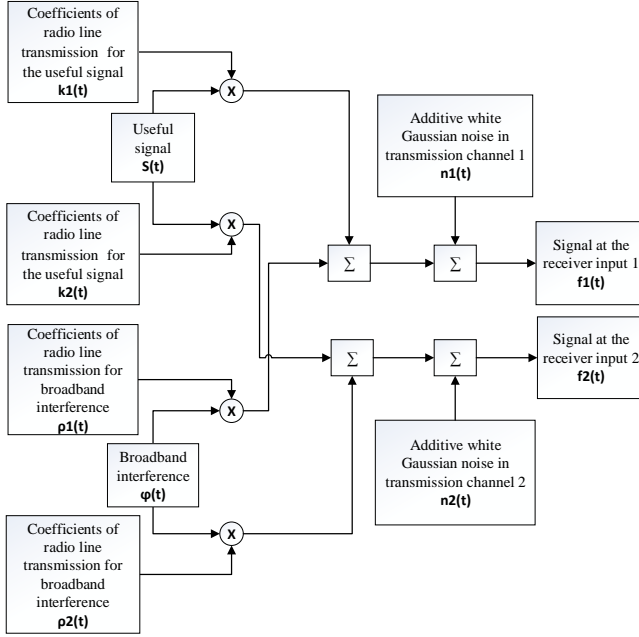 Coefficients of
radio line
transmission for
the useful signal
k1(t)
X
Useful
signal
S(t)
Additive white
Gaussian noise in
transmission channel 1
n1(t)
Coefficients of
radio line
transmission for
the useful signal
k2(t)
X
Σ
Σ
Signal at the
receiver input 1
f1(t)
Coefficients of
radio line
transmission for
broadband
interference
ρ1(t)
X
Σ
Σ
Signal at the
receiver input 2
f2(t)
Broadband
interference
φ(t)
Additive white
Gaussian noise in
transmission channel 2
n2(t)
Coefficients of
radio line
transmission for
broadband
interference
ρ2(t)
X